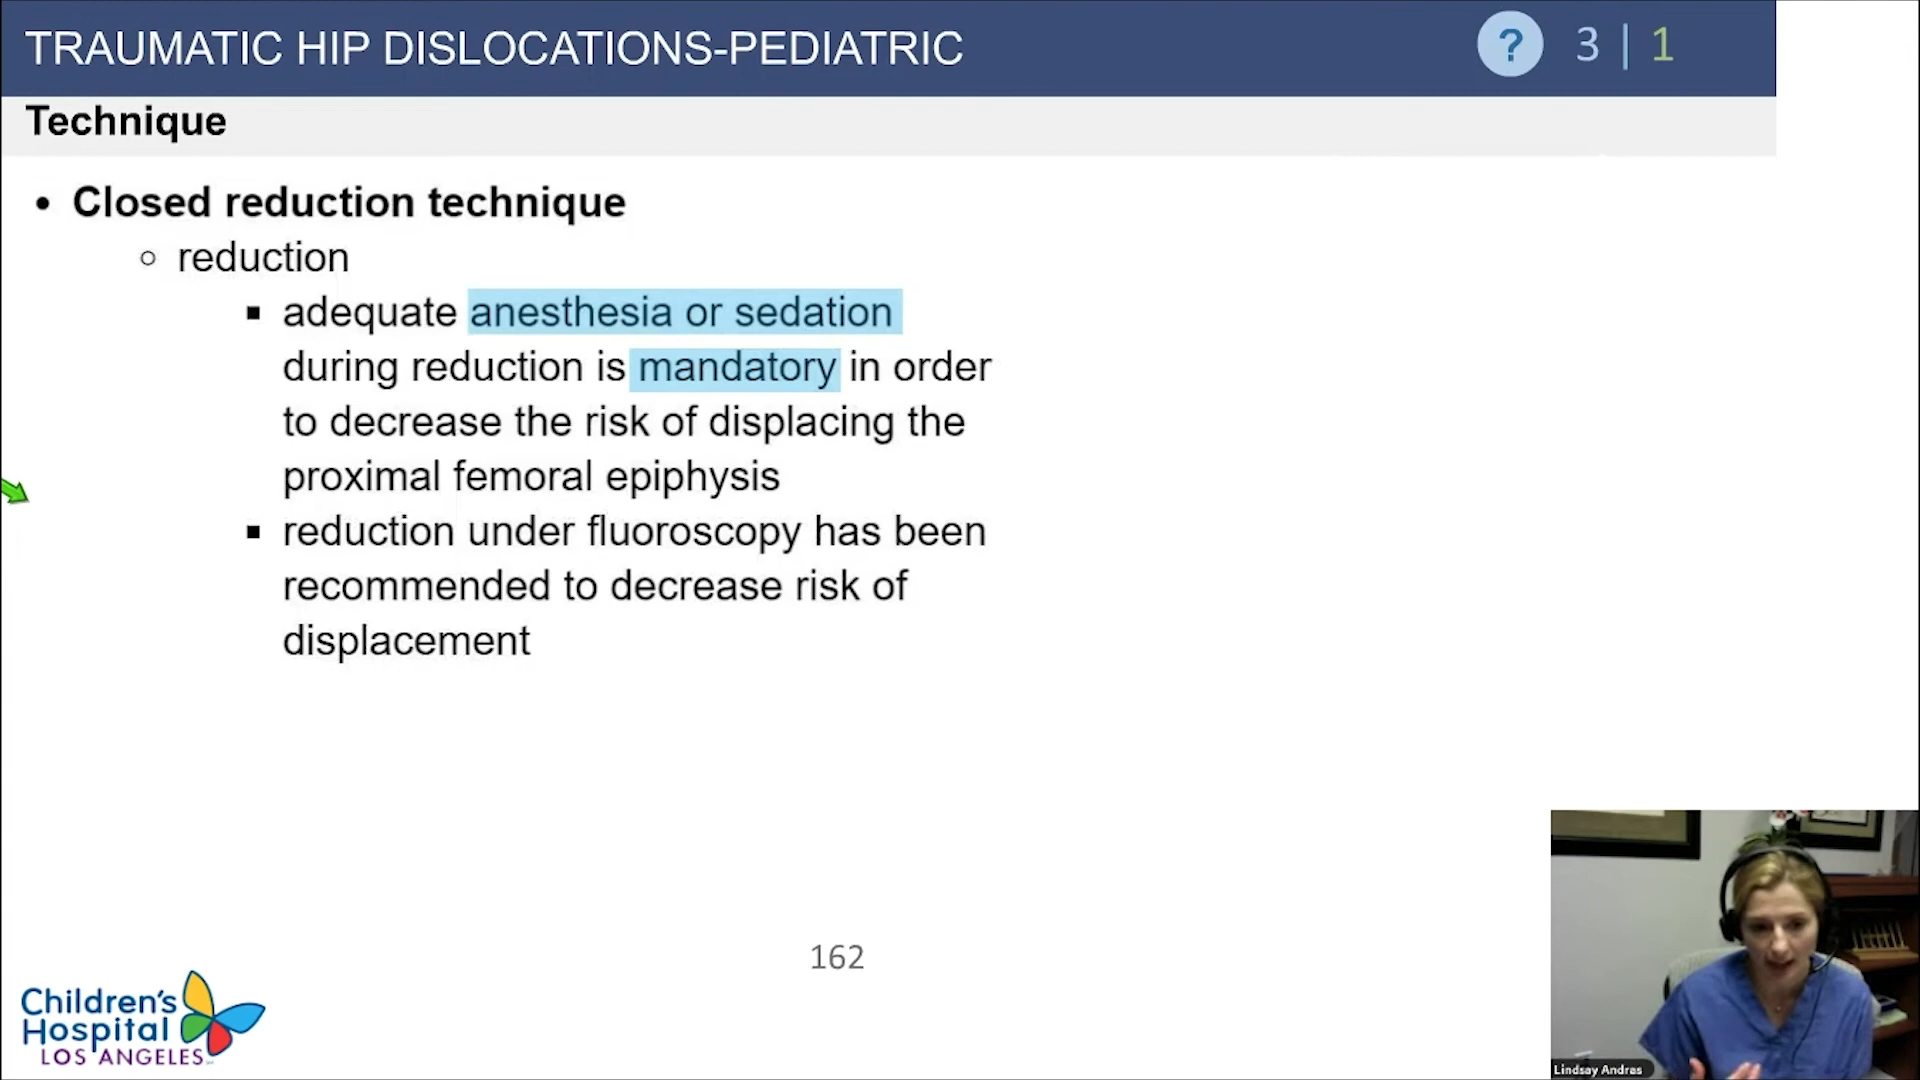 TRAUMATIC HIP DISLOCATIONS-PEDIATRIC
? 3 | 1
Technique
• Closed reduction technique
○ reduction
▪ adequate anesthesia or sedation
during reduction is mandatory in order
to decrease the risk of displacing the
proximal femoral epiphysis
▪ reduction under fluoroscopy has been
recommended to decrease risk of
displacement
162
Children's
Hospital
LOS ANGELES
Lindsay Andras